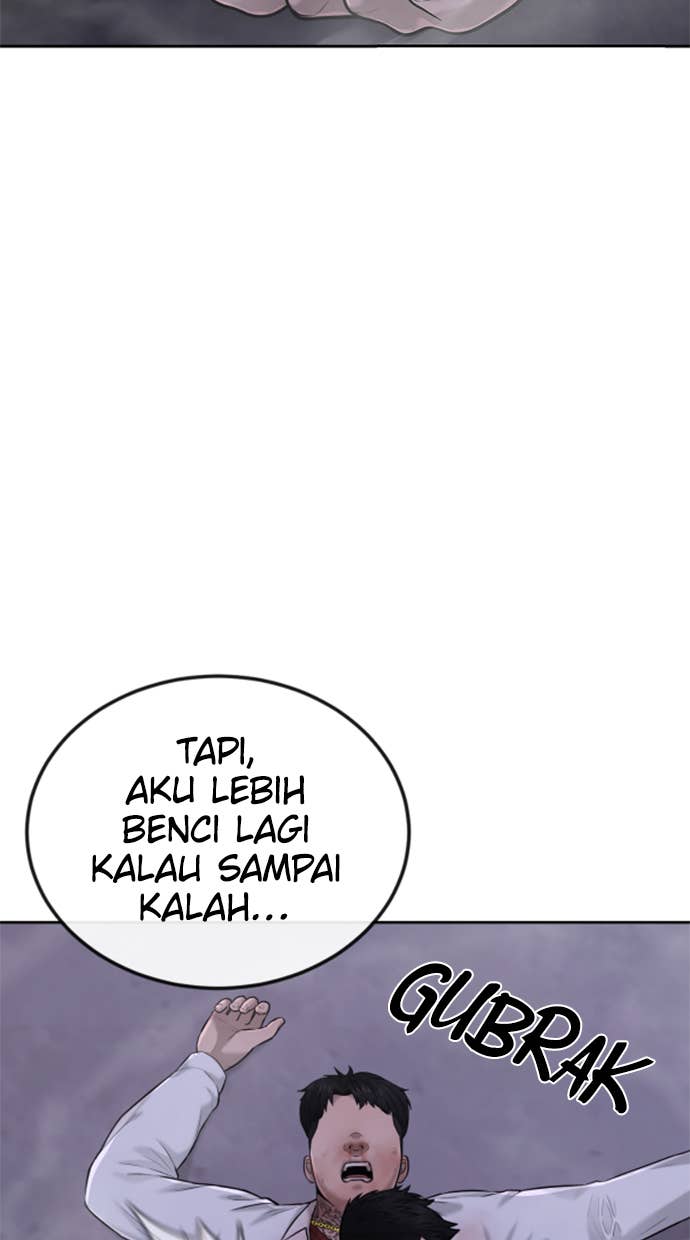 TAPI,
AKU LEBIH
BENCI LAGI
KALAU SAMPAI
KALAH...
GUBRAK